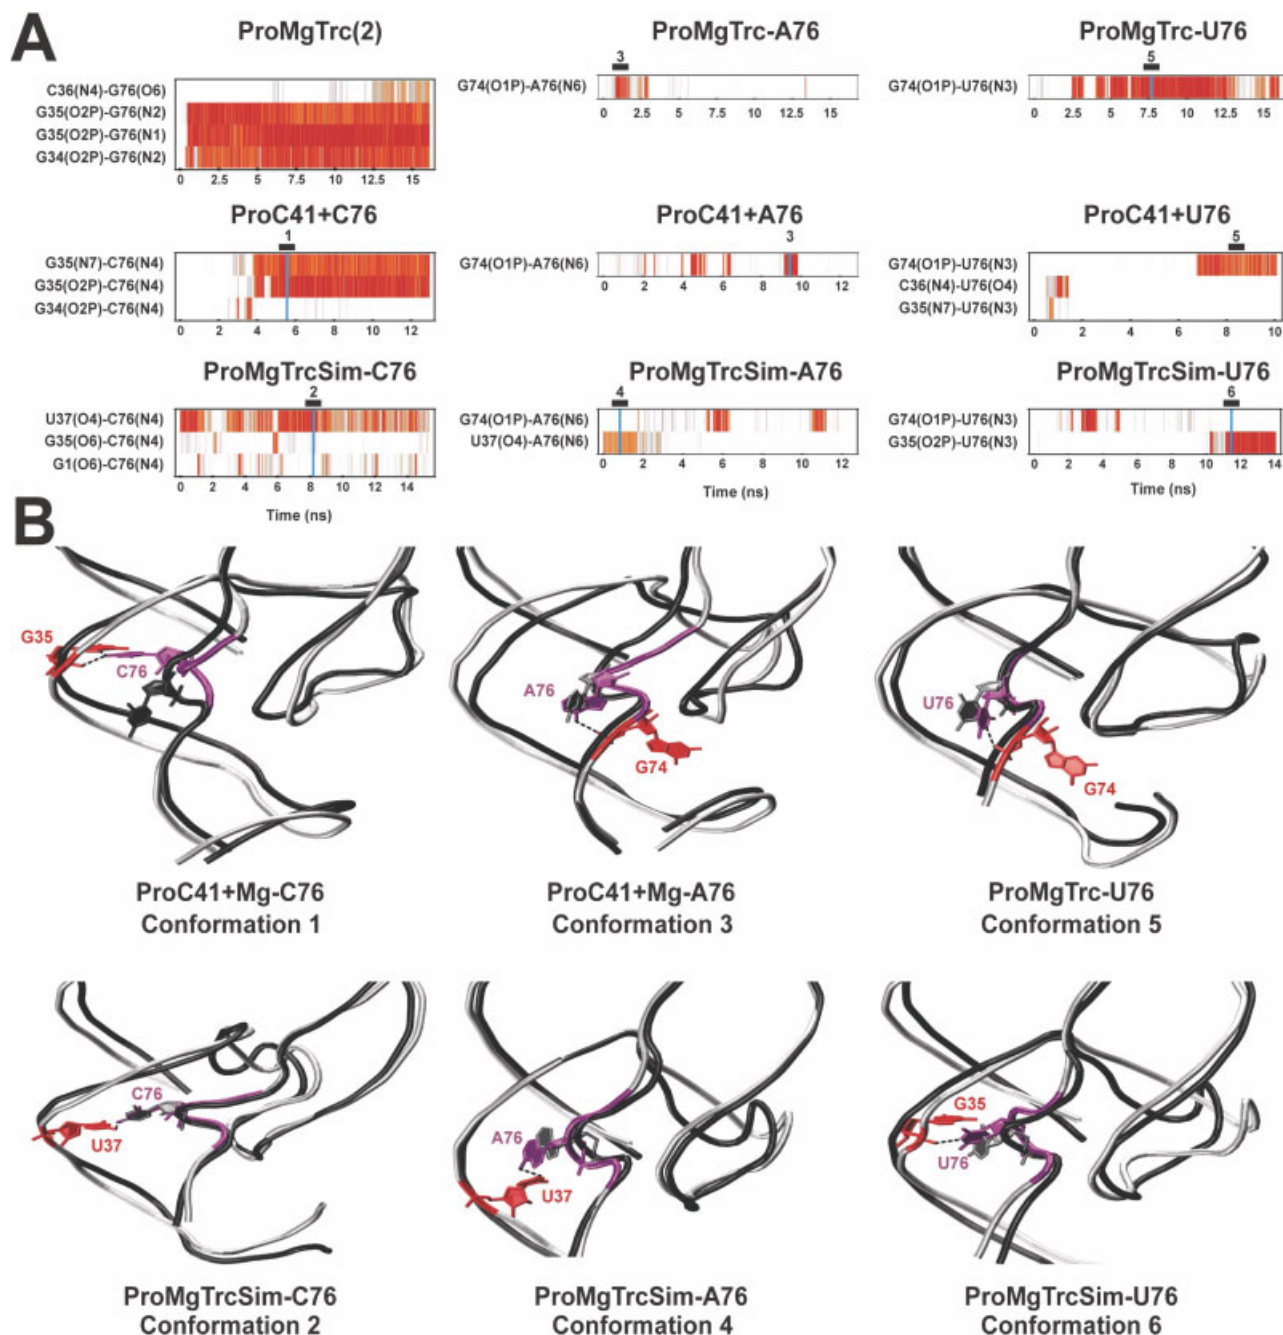 A
ProMgTrc(2)
C36(N4)-G76(O6)
G35(O2P)-G76(N2)
G35(O2P)-G76(N1)
G34(O2P)-G76(N2)
0 2.5 5 7.5 10 12.5 15
ProMgTrc-A76
3
G74(O1P)-A76(N6)
0 2.5 5 7.5 10 12.5
ProMgTrc-U76
5
G74(O1P)-U76(N3)
0 2.5 5 7.5 10 12.5 15
ProC41+C76
1
G35(N7)-C76(N4)
G35(O2P)-C76(N4)
G34(O2P)-C76(N4)
0 2 4 6 8 10 12
ProC41+A76
3
G74(O1P)-A76(N6)
0 2 4 6 8 10 12
ProC41+U76
5
G74(O1P)-U76(N3)
C36(N4)-U76(O4)
G35(N7)-U76(N3)
0 2 4 6 8 10
ProMgTrcSim-C76
2
U37(O4)-C76(N4)
G35(O6)-C76(N4)
G1(O6)-C76(N4)
0 2 4 6 8 10 12 14
Time (ns)
ProMgTrcSim-A76
4
G74(O1P)-A76(N6)
U37(O4)-A76(N6)
0 2 4 6 8 10 12
Time (ns)
ProMgTrcSim-U76
6
G74(O1P)-U76(N3)
G35(O2P)-U76(N3)
0 2 4 6 8 10 12 14
Time (ns)
B
G35
C76
ProC41+Mg-C76
Conformation 1
A76
G74
ProC41+Mg-A76
Conformation 3
U76
G74
ProMgTrc-U76
Conformation 5
C76
U37
ProMgTrcSim-C76
Conformation 2
A76
U37
ProMgTrcSim-A76
Conformation 4
G35
U76
ProMgTrcSim-U76
Conformation 6